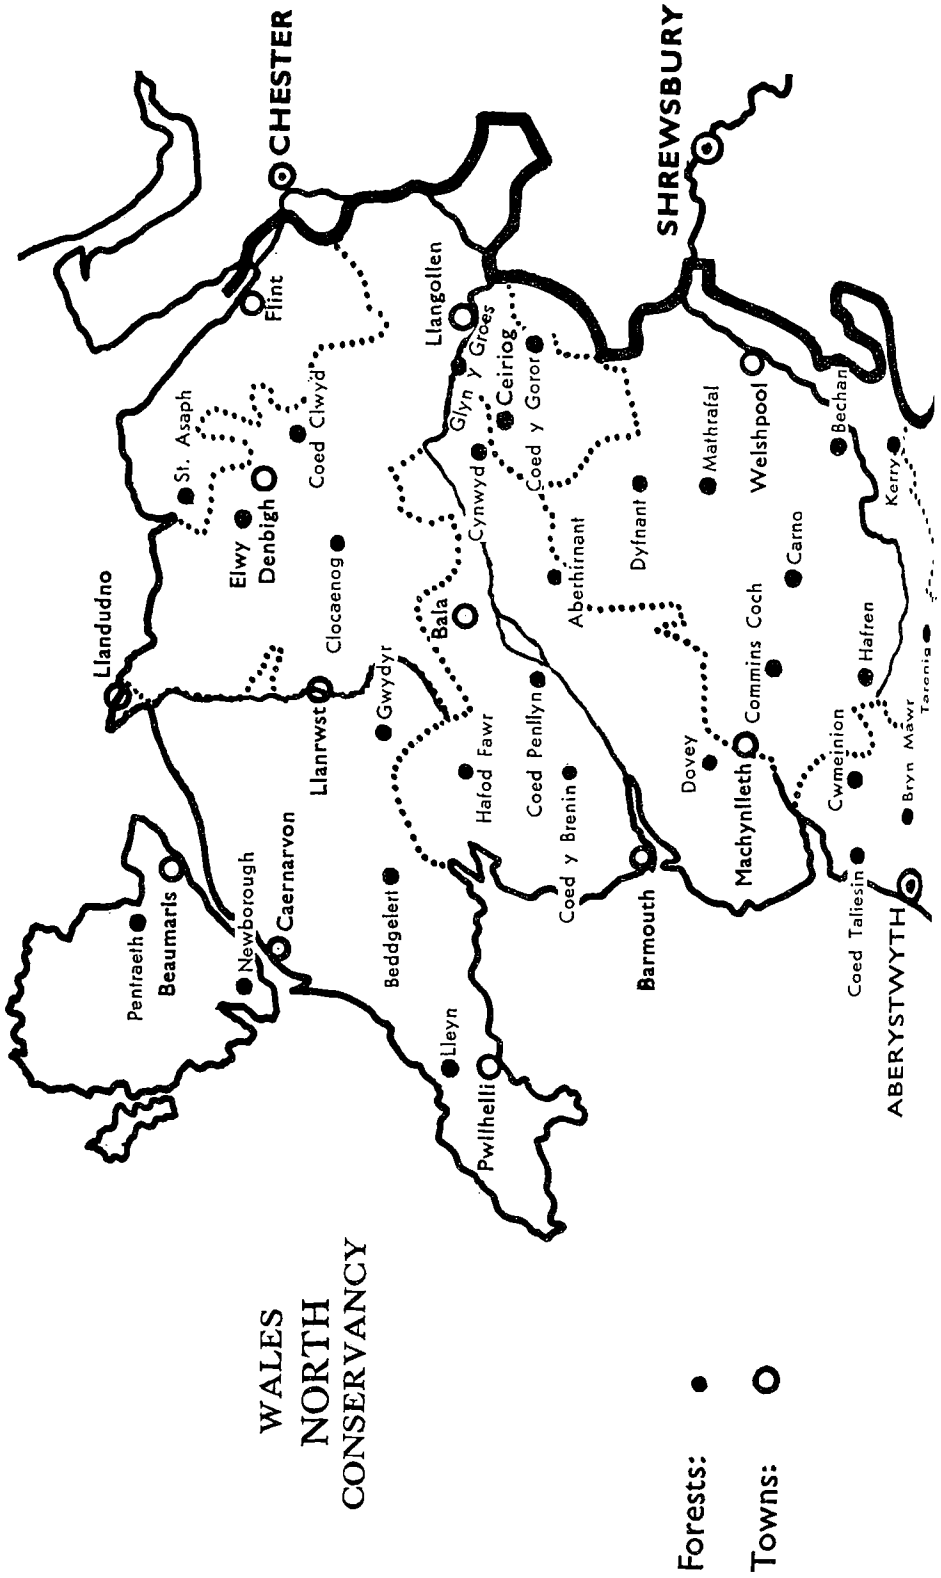 WALES
NORTH
CONSERVANCY
Forests:
Towns:
Llandudno
CHESTER
Pentraeth
Beaumaris
St. Asaph
Flint
Newborough
Caernarvon
Elwy
Denbigh
Coed Clwyd
Llanrwst
Clocaenog
Beddgelert
Gwydyr
Llangollen
Lleyn
Pwllhelli
Bala
Glyn y Groes
Cynwyd
Ceiriog
Hafod Fawr
Coed Penllyn
Coed y Goror
Coed y Brenin
Aberhirnant
Barmouth
Dyfnant
SHREWSBURY
Dovey
Mathrafal
Machynlleth
Commins Coch
Welshpool
Carno
Cwmeinion
Bechan
Coed Taliesin
Hafren
Kerry
ABERYSTWYTH
Bryn Mawr